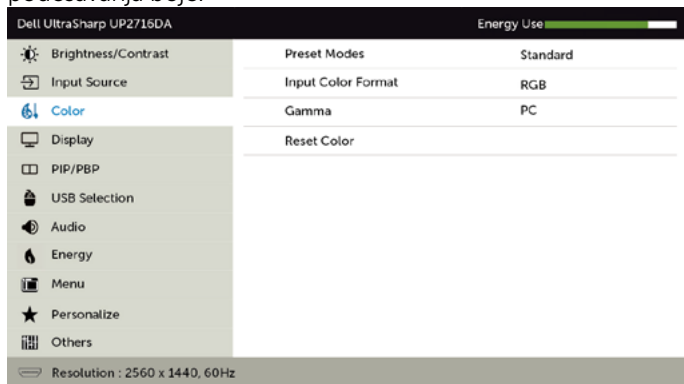 Dell UltraSharp UP2716DA Energy Use
Brightness/Contrast Preset Modes Standard
Input Source Input Color Format RGB
Color Gamma PC
Display Reset Color
PIP/PBP
USB Selection
Audio
Energy
Menu
Personalize
Others
Resolution : 2560 x 1440, 60Hz